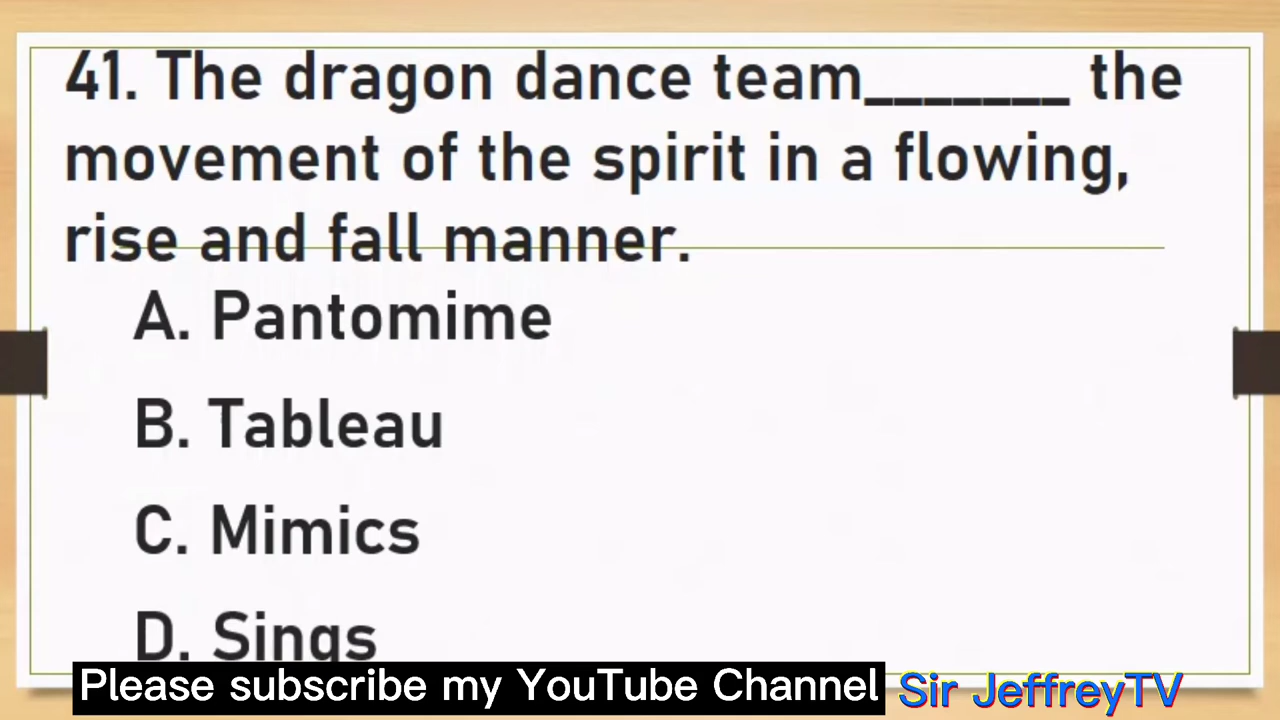 41. The dragon dance team_______ the
movement of the spirit in a flowing,
rise and fall manner.
A. Pantomime
B. Tableau
C. Mimics
D. Sings
Please subscribe my YouTube Channel Sir JeffreyTV